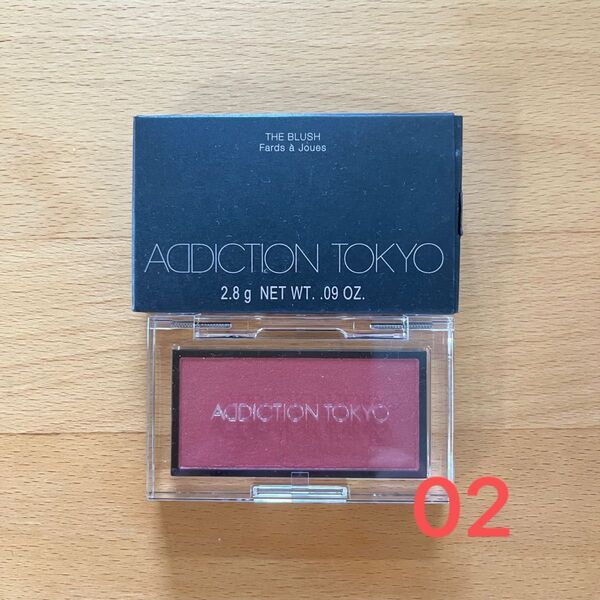 THE BLUSH
Fards à Joues
ADDICTION TOKYO
2.8 g NET WT. .09 OZ.
ADDICTION TOKYO
02